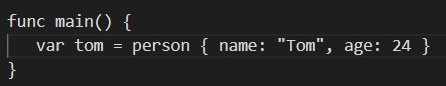 func main() {
    var tom = person { name: "Tom", age: 24 }
}